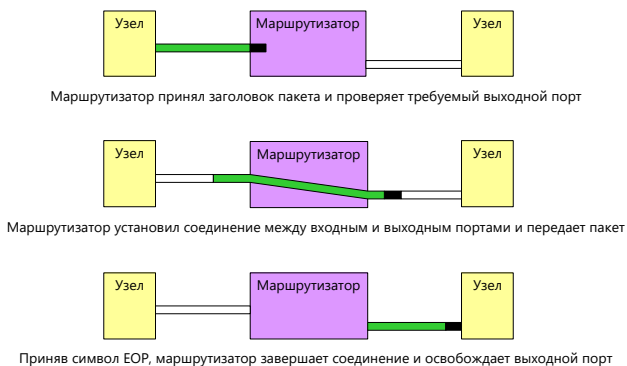 Узел Маршрутизатор Узел
Маршрутизатор принял заголовок пакета и проверяет требуемый выходной порт
Узел Маршрутизатор Узел
Маршрутизатор установил соединение между входным и выходным портами и передает пакет
Узел Маршрутизатор Узел
Приняв символ EOP, маршрутизатор завершает соединение и освобождает выходной порт